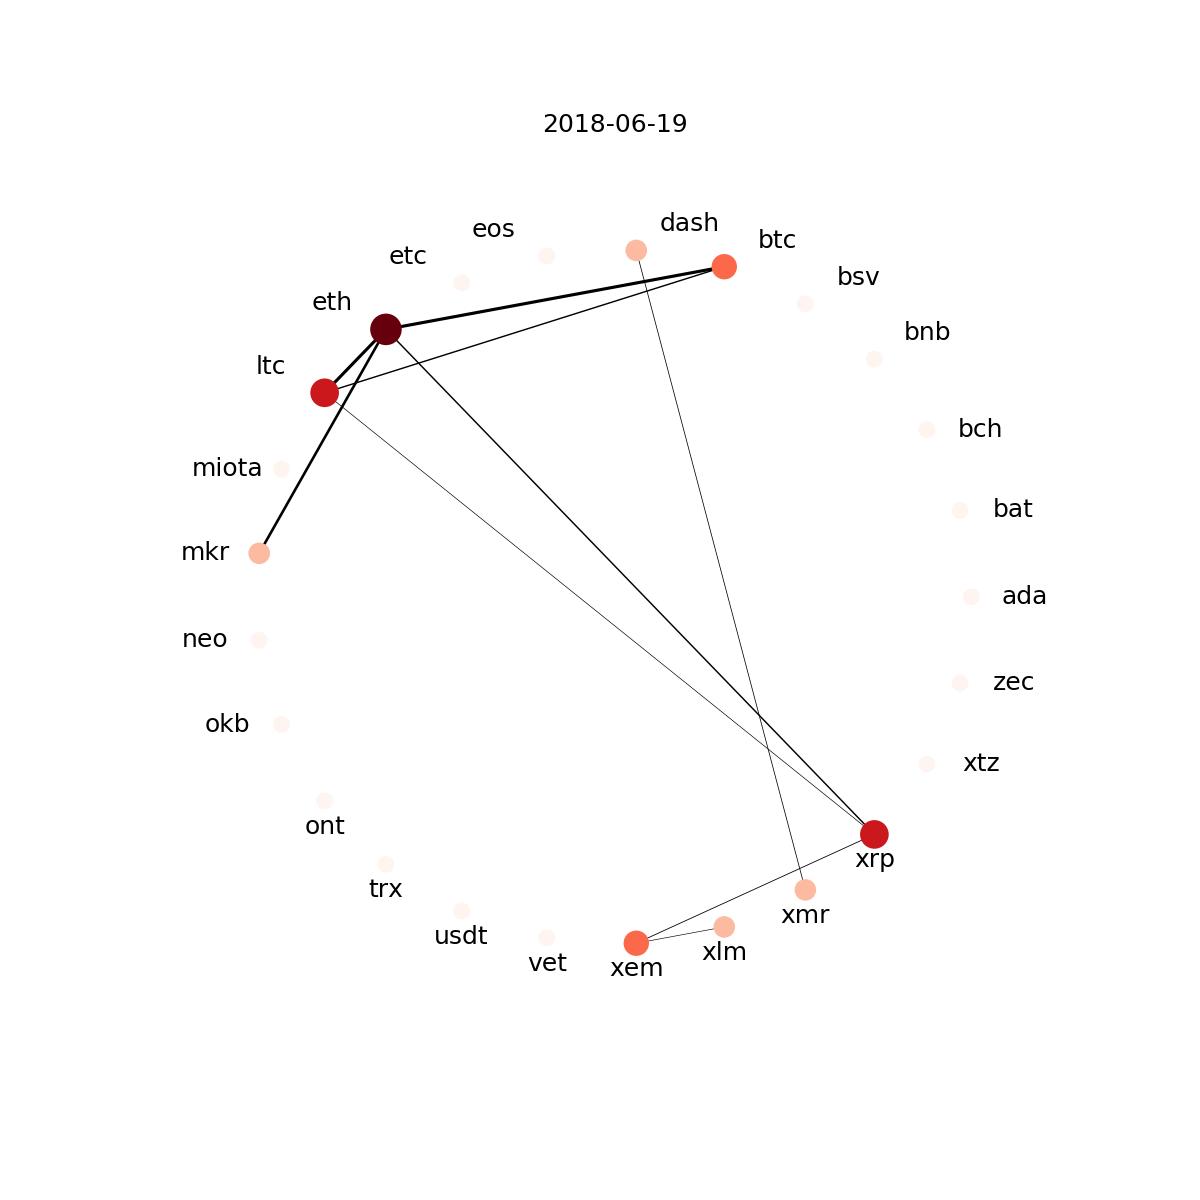 2018-06-19
dash
eos
btc
etc
bsv
eth
bnb
ltc
bch
miota
bat
mkr
ada
neo
zec
okb
xtz
ont
xrp
trx
xmr
usdt
xlm
vet
xem